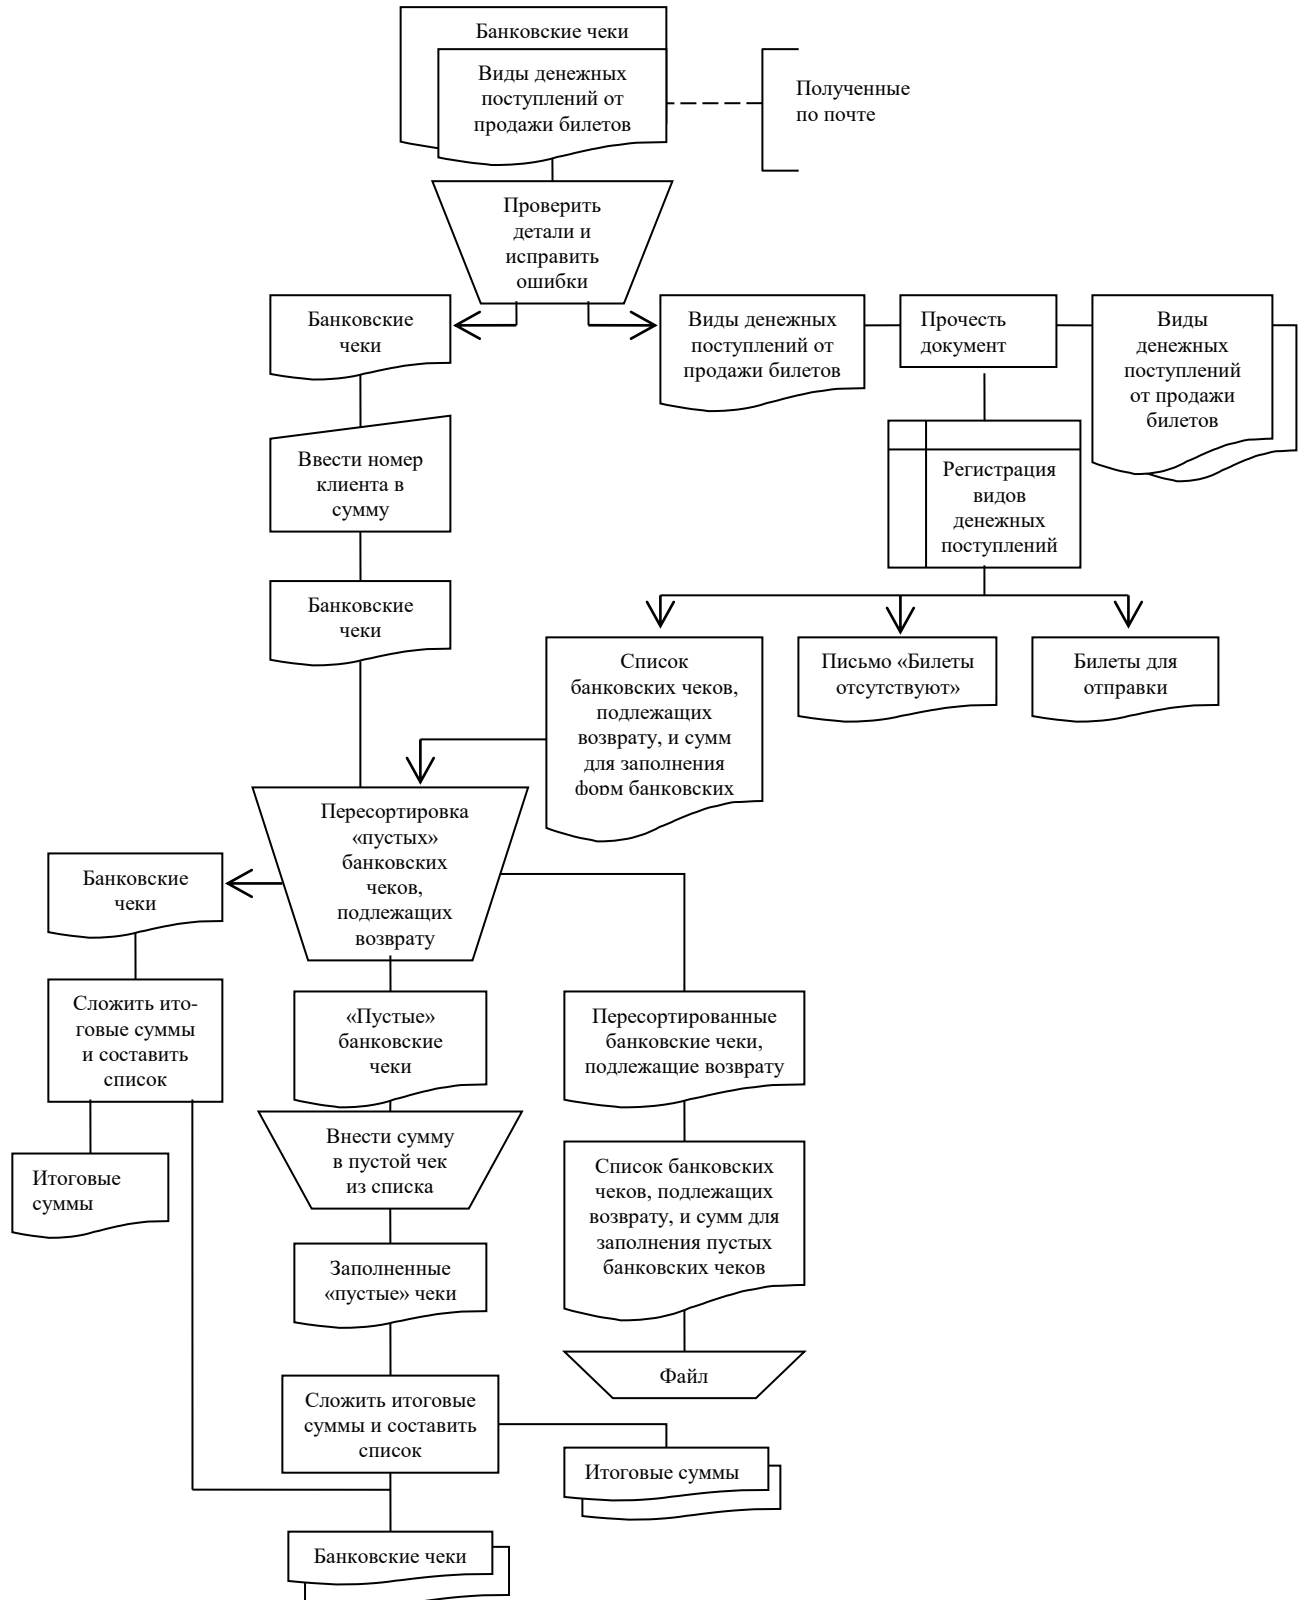 Банковские чеки
Виды денежных
поступлений от
продажи билетов
Полученные
по почте
Проверить
детали и
исправить
ошибки
Банковские
чеки
Виды денежных
поступлений от
продажи билетов
Прочесть
документ
Виды
денежных
поступлений
от продажи
билетов
Ввести номер
клиента в
сумму
Регистрация
видов
денежных
поступлений
Банковские
чеки
Список
банковских чеков,
подлежащих
возврату, и сумм
для заполнения
форм банковских
Письмо «Билеты
отсутствуют»
Билеты для
отправки
Пересортировка
«пустых»
банковских
чеков,
подлежащих
возврату
Банковские
чеки
Сложить ито-
говые суммы
и составить
список
«Пустые»
банковские
чеки
Пересортированные
банковские чеки,
подлежащие возврату
Итоговые
суммы
Внести сумму
в пустой чек
из списка
Список банковских
чеков, подлежащих
возврату, и сумм для
заполнения пустых
банковских чеков
Заполненные
«пустые» чеки
Файл
Сложить итоговые
суммы и составить
список
Итоговые суммы
Банковские чеки